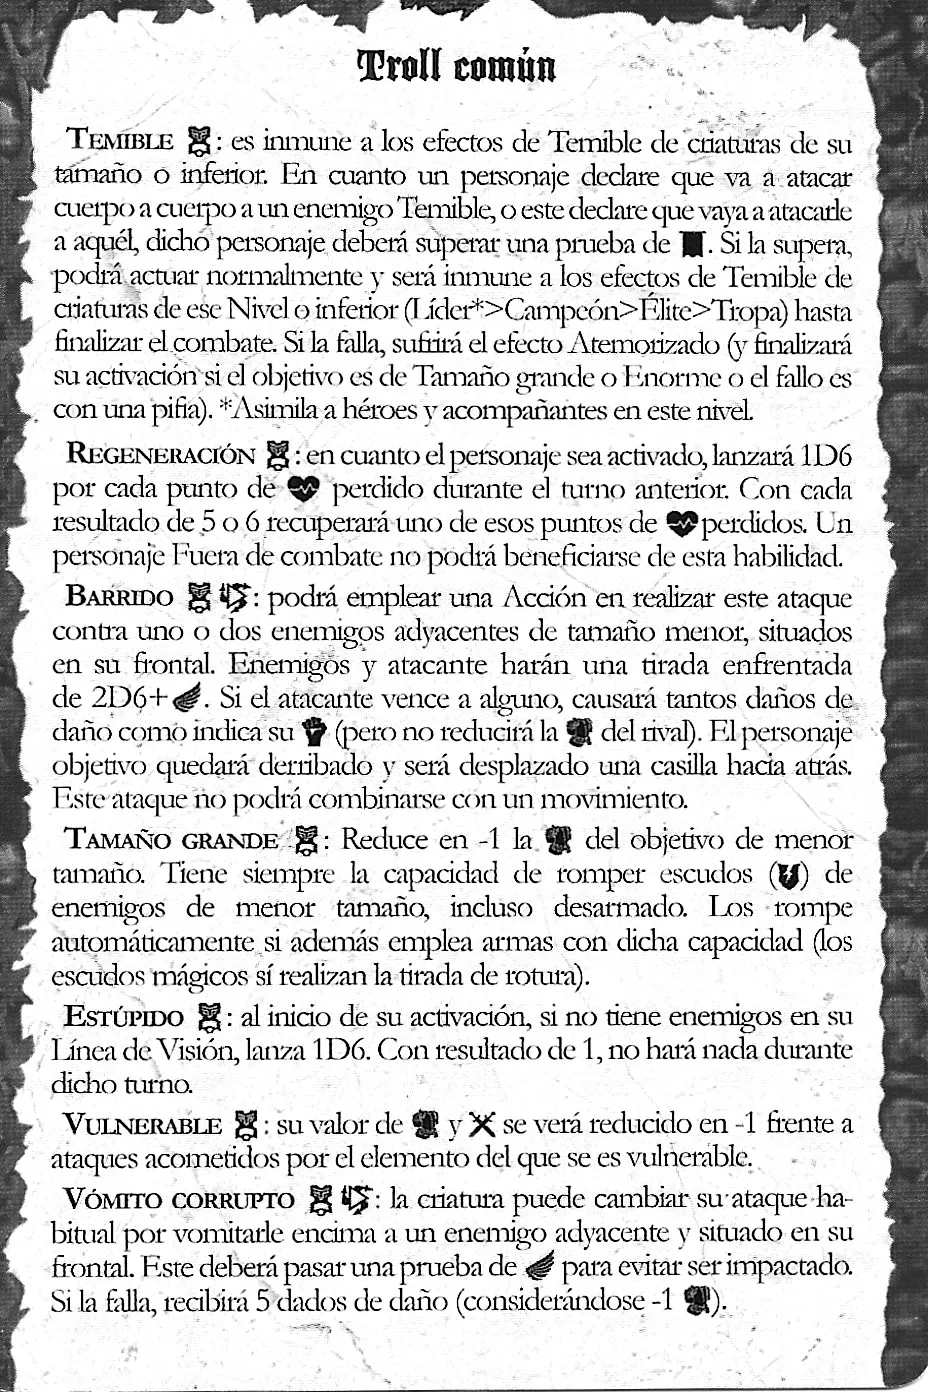 Troll común
TEMIBLE : es inmune a los efectos de Temible de criaturas de su
tamaño o inferior. En cuanto un personaje declare que va a atacar
cuerpo a cuerpo a un enemigo Temible, o este declare que vaya a atacarle
a aquél, dicho personaje deberá superar una prueba de . Si la supera,
podrá actuar normalmente y será inmune a los efectos de Temible de
criaturas de ese Nivel o inferior (Líder*>Campeón>Élite>Tropa) hasta
finalizar el combate. Si la falla, sufrirá el efecto Atemorizado (y finalizará
su activación si el objetivo es de Tamaño grande o Enorme o el fallo es
con una pifia). *Asimila a héroes y acompañantes en este nivel.
REGENERACIÓN : en cuanto el personaje sea activado, lanzará 1D6
por cada punto de perdido durante el turno anterior. Con cada
resultado de 5 o 6 recuperará uno de esos puntos de perdidos. Un
personaje Fuera de combate no podrá beneficiarse de esta habilidad.
BARRIDO : podrá emplear una Acción en realizar este ataque
contra uno o dos enemigos adyacentes de tamaño menor, situados
en su frontal. Enemigos y atacante harán una tirada enfrentada
de 2D6+ . Si el atacante vence a alguno, causará tantos daños de
daño como indica su (pero no reducirá la del rival). El personaje
objetivo quedará derribado y será desplazado una casilla hacia atrás.
Este ataque no podrá combinarse con un movimiento.
TAMAÑO GRANDE : Reduce en -1 la del objetivo de menor
tamaño. Tiene siempre la capacidad de romper escudos ( ) de
enemigos de menor tamaño, incluso desarmado. Los rompe
automáticamente si además emplea armas con dicha capacidad (los
escudos mágicos sí realizan la tirada de rotura).
ESTÚPIDO : al inicio de su activación, si no tiene enemigos en su
Línea de Visión, lanza 1D6. Con resultado de 1, no hará nada durante
dicho turno.
VULNERABLE : su valor de y se verá reducido en -1 frente a
ataques acometidos por el elemento del que se es vulnerable.
VÓMITO CORRUPTO : la criatura puede cambiar su ataque ha-
bitual por vomitarle encima a un enemigo adyacente y situado en su
frontal. Este deberá pasar una prueba de para evitar ser impactado.
Si la falla, recibirá 5 dados de daño (considerándose -1 ).